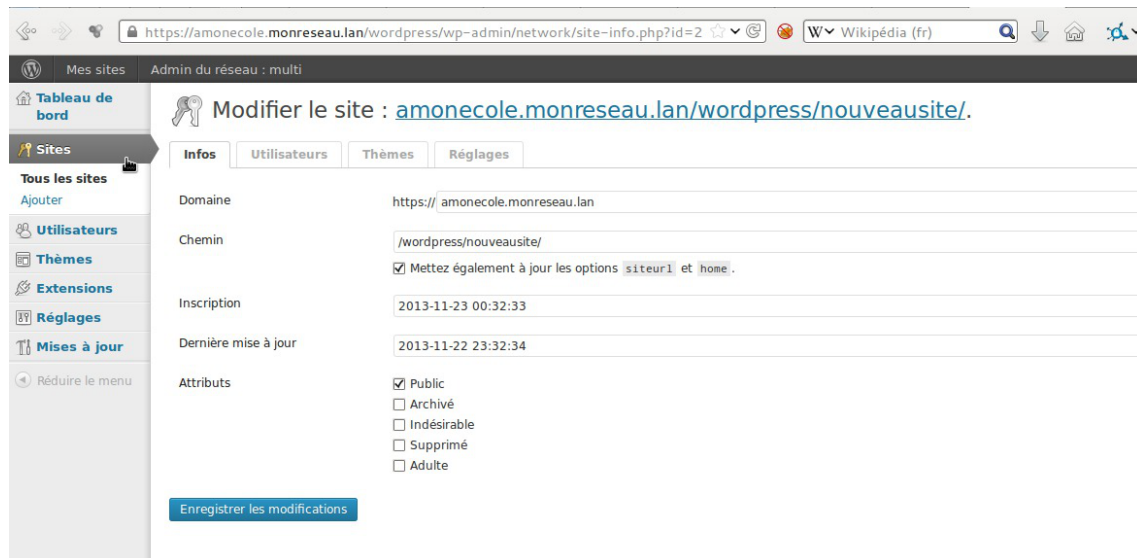 https://amonecole.monreseau.lan/wordpress/wp-admin/network/site-info.php?id=2
Wikipédia (fr)
Mes sites Admin du réseau : multi
Tableau de bord
Modifier le site : amonecole.monreseau.lan/wordpress/nouveausite/.
Sites
Infos Utilisateurs Thèmes Réglages
Tous les sites
Ajouter
Domaine https:// amonecole.monreseau.lan
Utilisateurs
Chemin /wordpress/nouveausite/
Thèmes
Mettez également à jour les options siteurl et home.
Extensions
Inscription 2013-11-23 00:32:33
Réglages
Dernière mise à jour 2013-11-22 23:32:34
Mises à jour
Réduire le menu
Attributs Public
Archivé
Indésirable
Supprimé
Adulte
Enregistrer les modifications